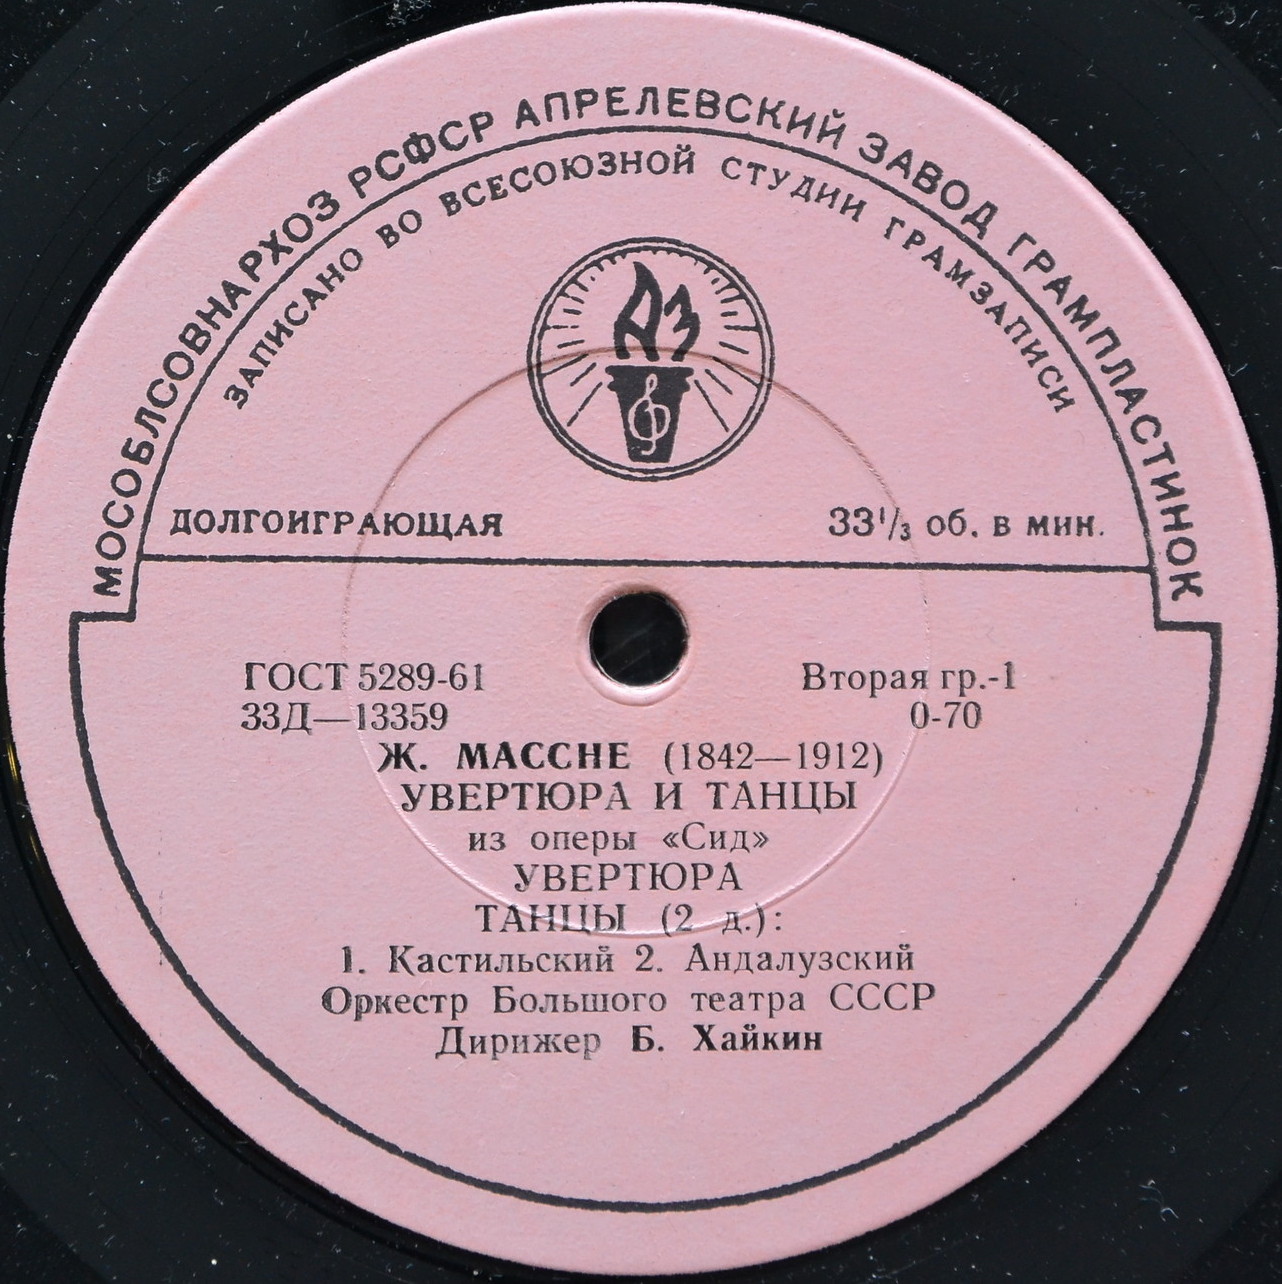 МОСОБЛСОВНАРХОЗ РСФСР АПРЕЛЕВСКИЙ ЗАВОД ГРАМПЛАСТИНОК
ЗАПИСАНО ВО ВСЕСОЮЗНОЙ СТУДИИ ГРАМЗАПИСИ
АЗ
ДОЛГОИГРАЮЩАЯ 33⅓ об. в мин.
ГОСТ 5289-61 Вторая гр.-1
33Д—13359 0-70
Ж. МАССНЕ (1842—1912)
УВЕРТЮРА И ТАНЦЫ
из оперы «Сид»
УВЕРТЮРА
ТАНЦЫ (2 д.):
1. Кастильский 2. Андалузский
Оркестр Большого театра СССР
Дирижер Б. Хайкин